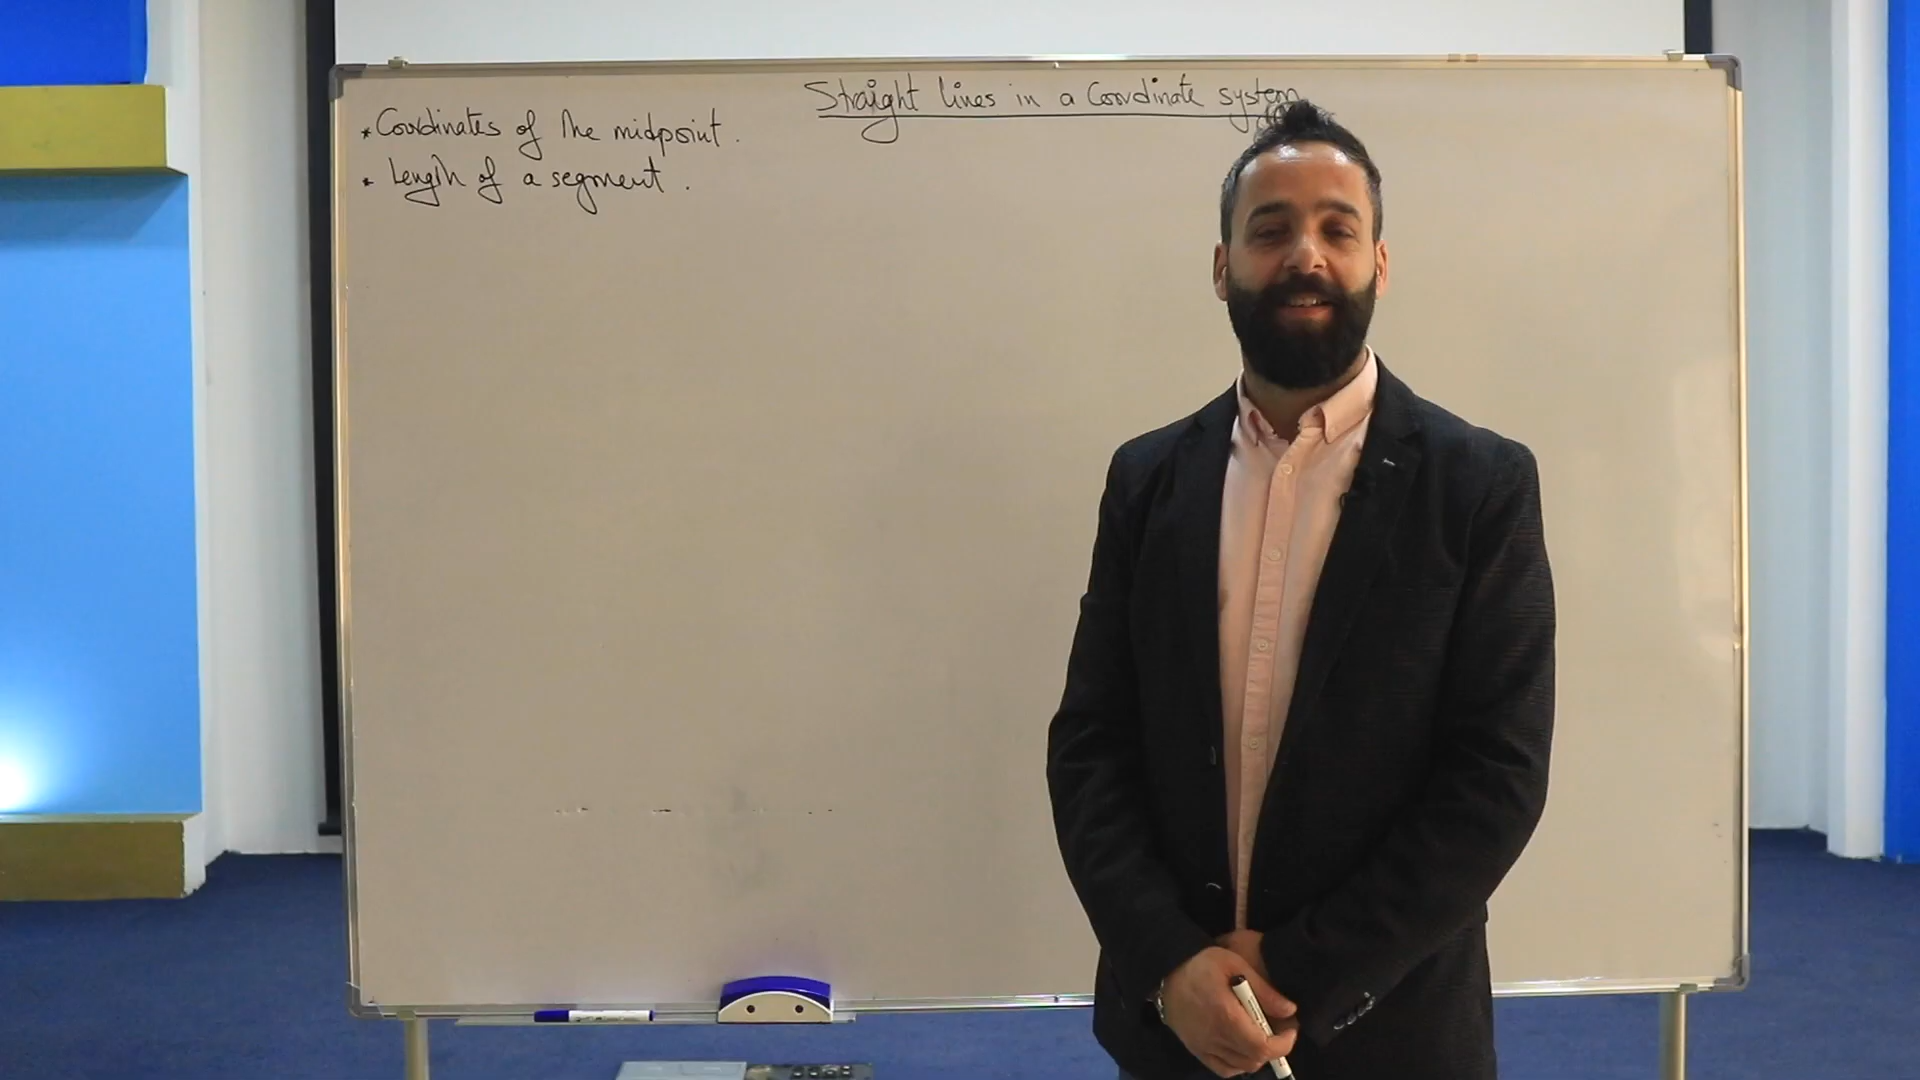 Straight lines in a Coordinate system
* Coordinates of the midpoint.
* Length of a segment.